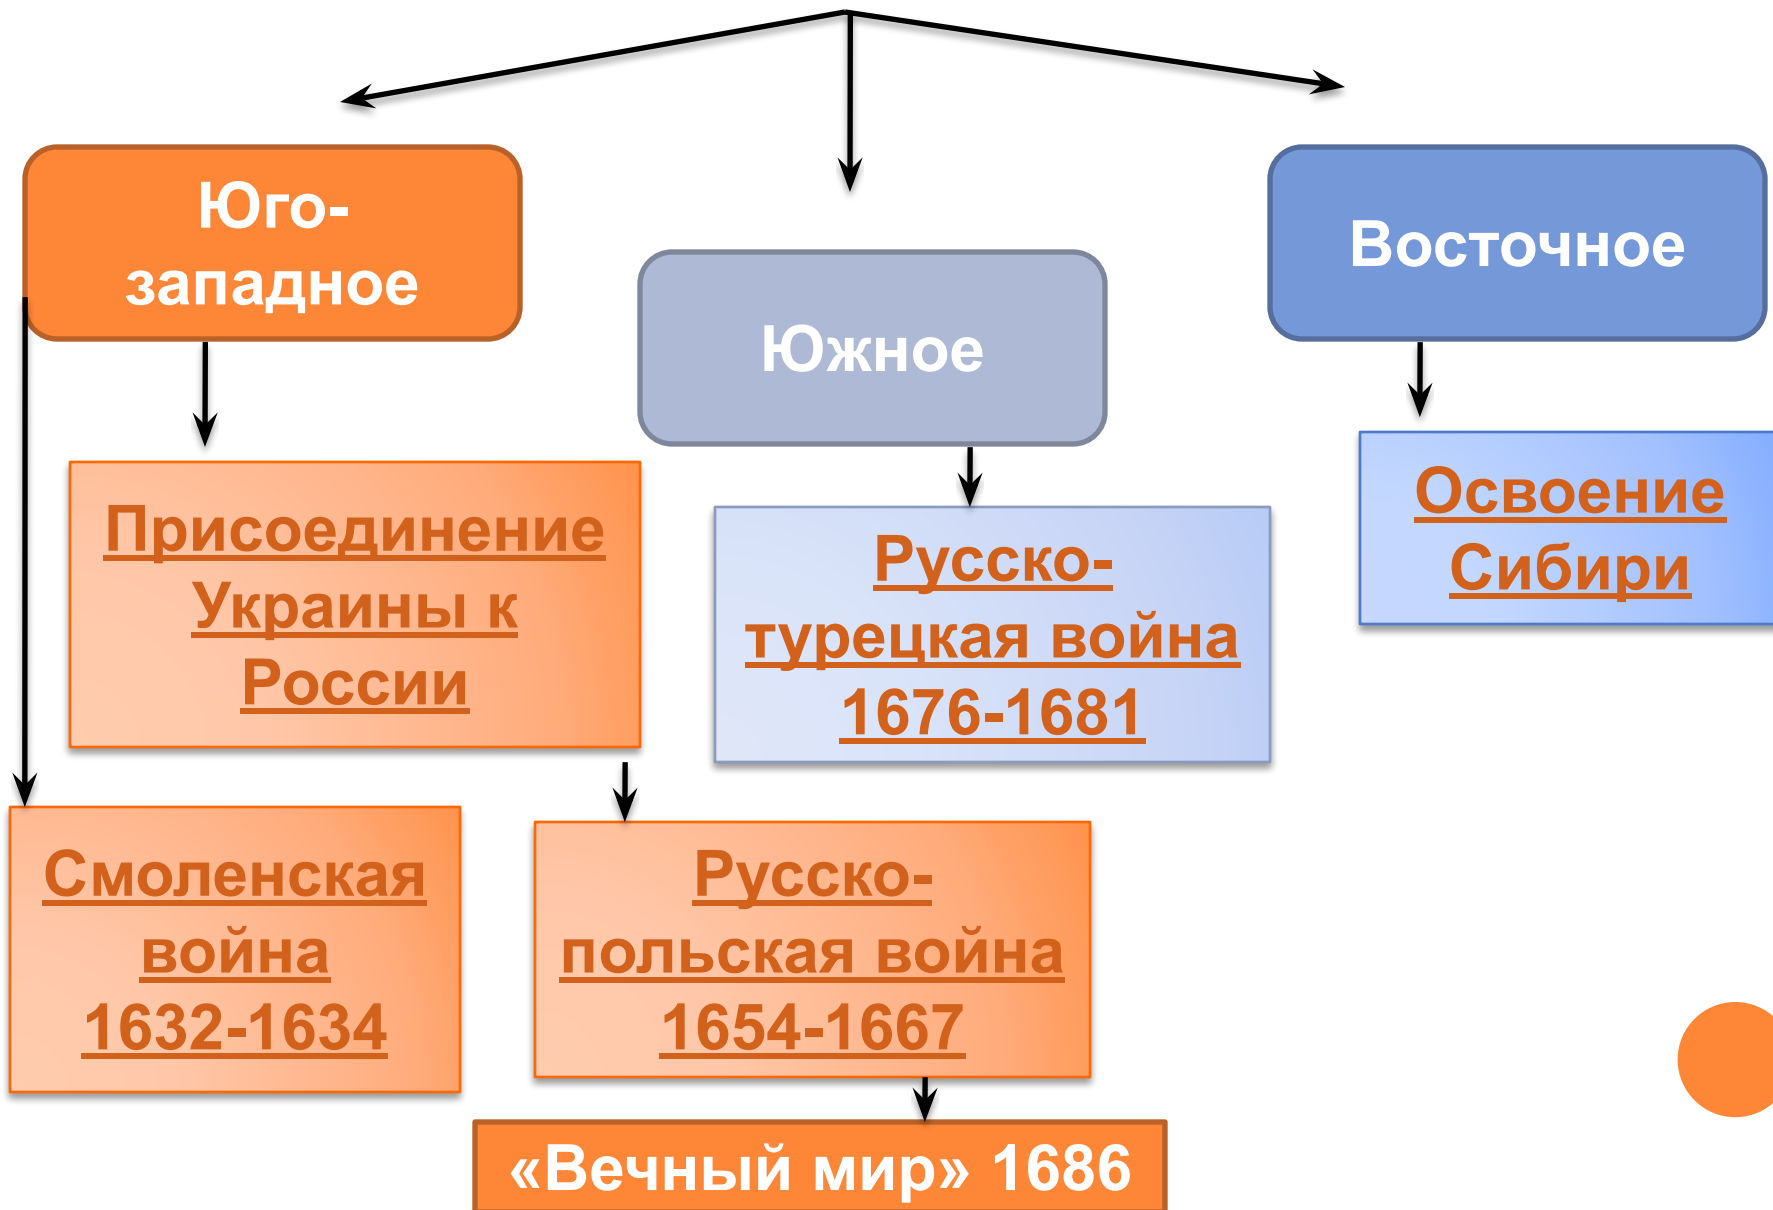 Юго-
западное
Южное
Восточное
Присоединение
Украины к
России
Русско-
турецкая война
1676-1681
Освоение
Сибири
Смоленская
война
1632-1634
Русско-
польская война
1654-1667
«Вечный мир» 1686